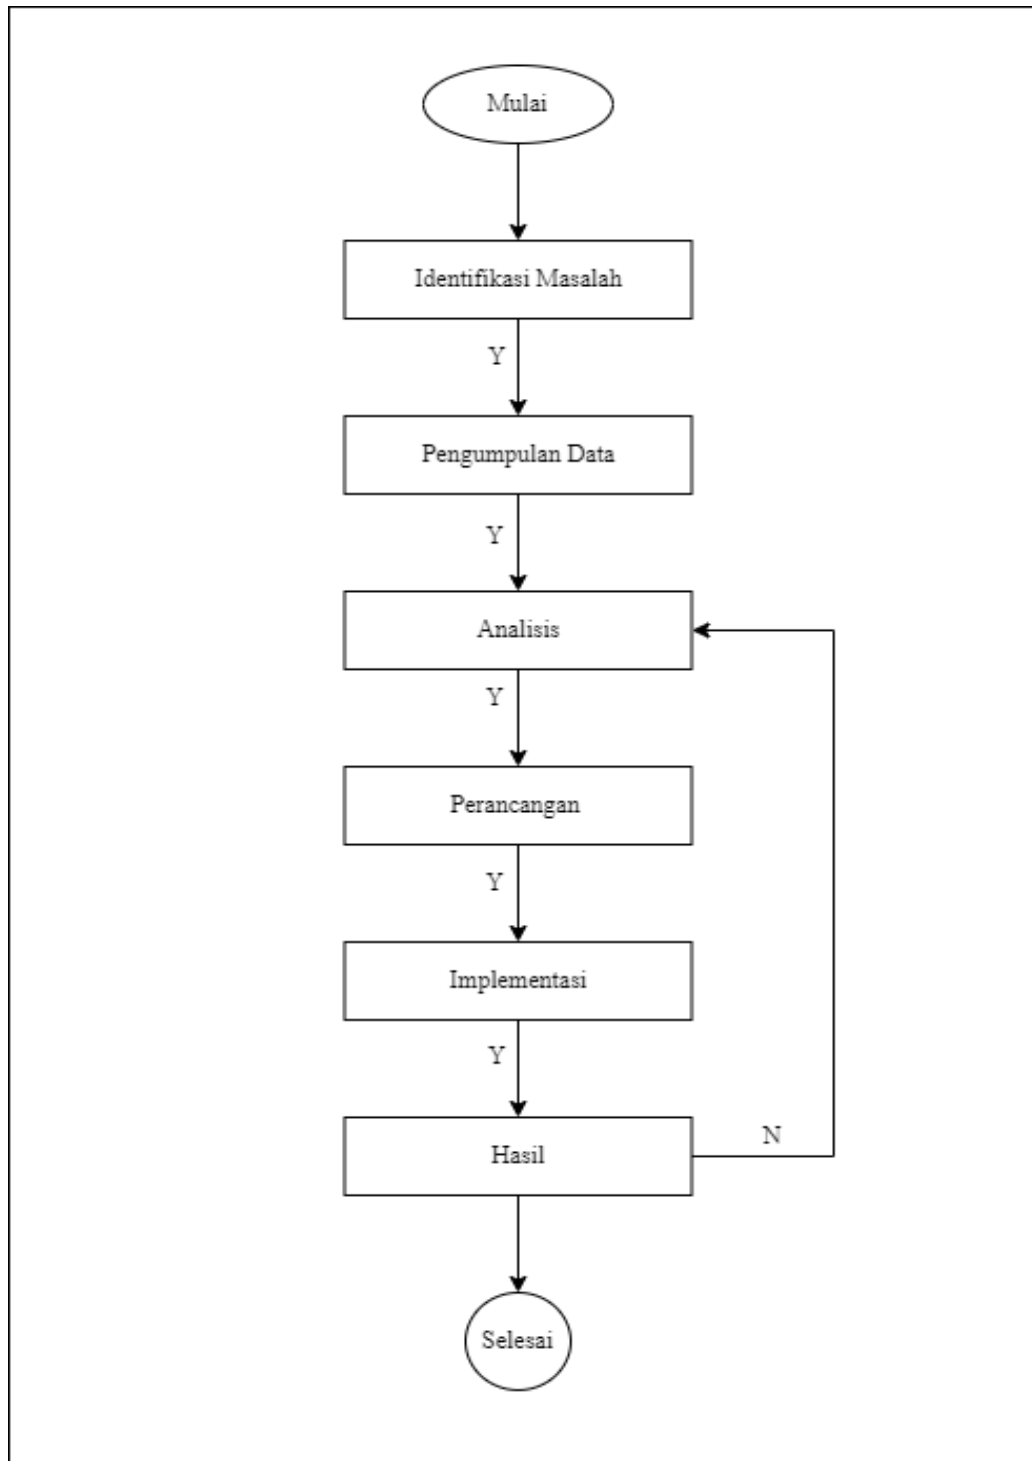 Mulai
Identifikasi Masalah
Y
Pengumpulan Data
Y
Analisis
Y
Perancangan
Y
Implementasi
Y
Hasil
N
Selesai